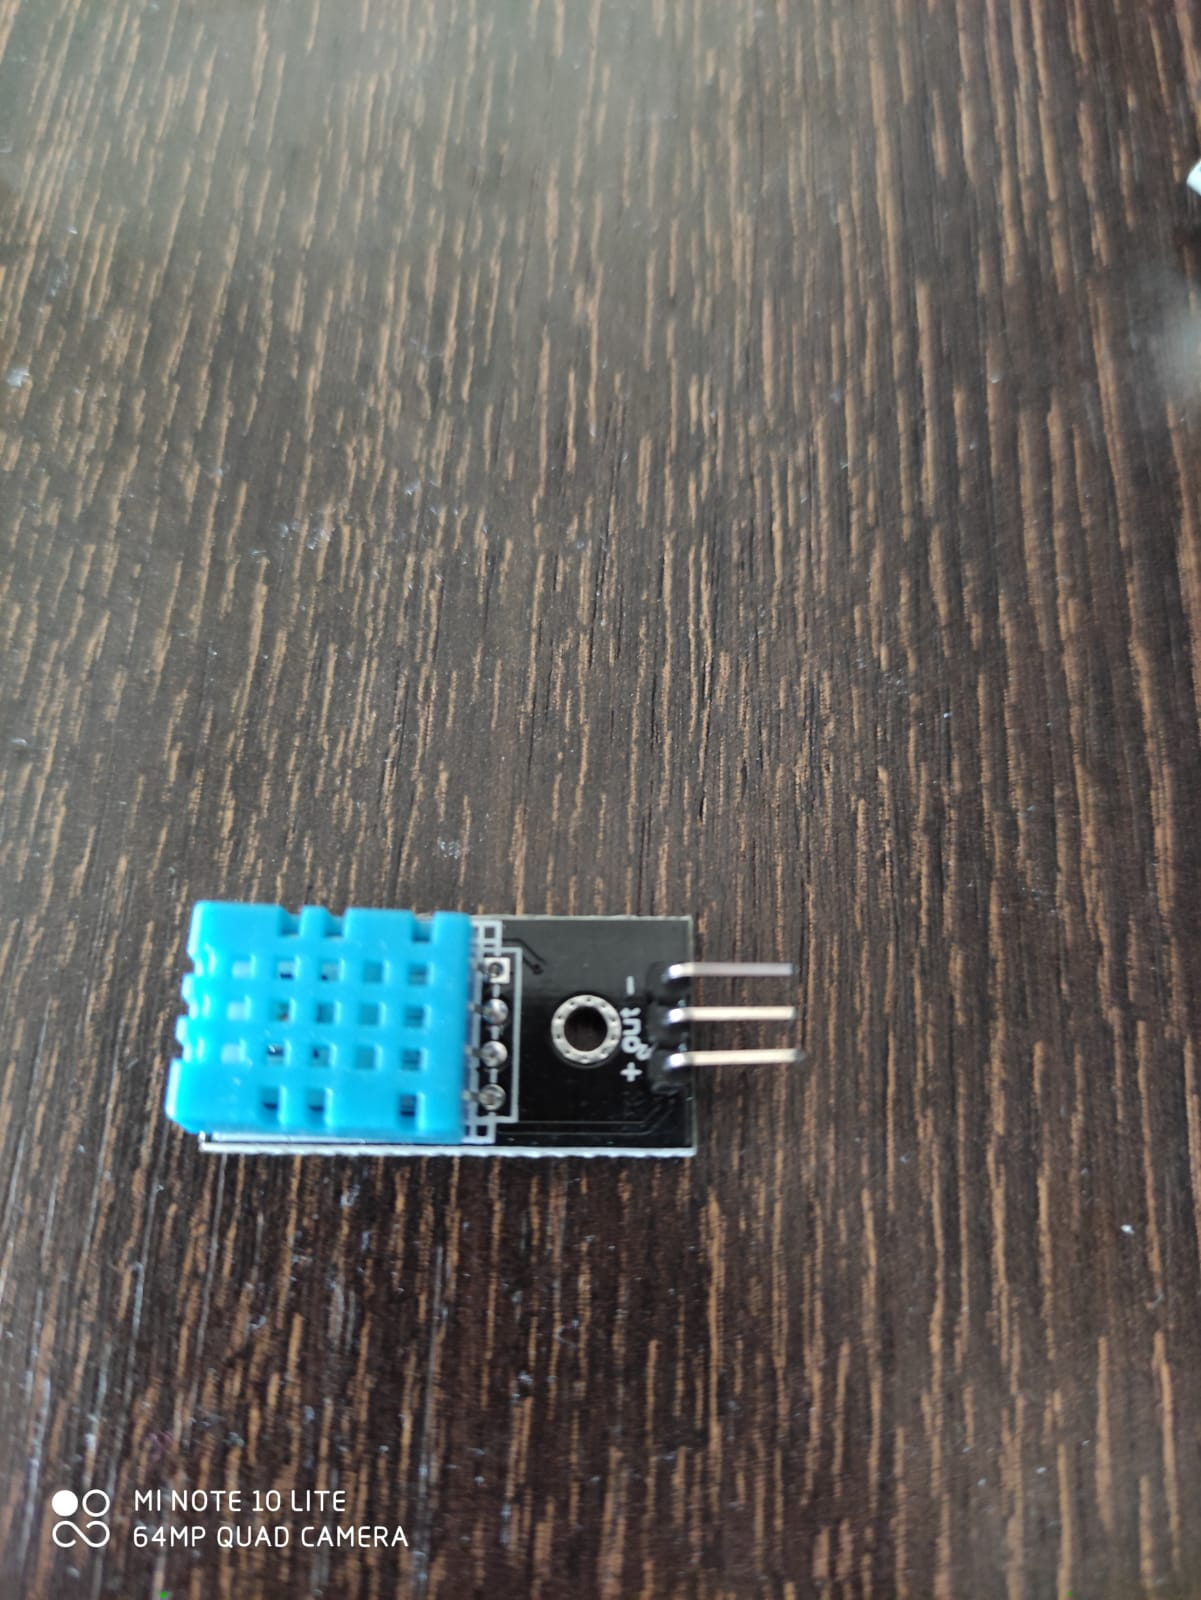 -
out
+
MI NOTE 10 LITE
64MP QUAD CAMERA